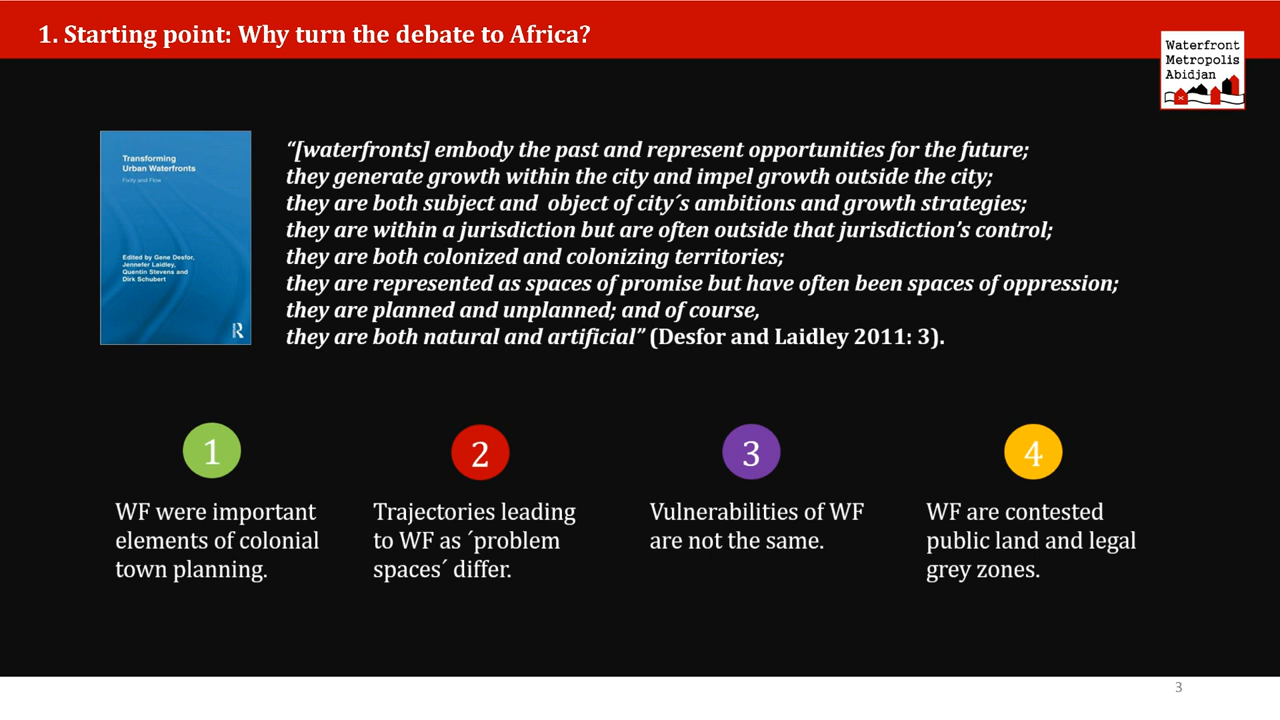 1. Starting point: Why turn the debate to Africa?
Waterfront
Metropolis
Abidjan
Transforming
Urban Waterfronts
Fixity and Flow
Edited by Gene Desfor,
Jennefer Laidley,
Quentin Stevens and
Dirk Schubert
R
“[waterfronts] embody the past and represent opportunities for the future;
they generate growth within the city and impel growth outside the city;
they are both subject and  object of city´s ambitions and growth strategies;
they are within a jurisdiction but are often outside that jurisdiction’s control;
they are both colonized and colonizing territories;
they are represented as spaces of promise but have often been spaces of oppression;
they are planned and unplanned; and of course,
they are both natural and artificial” (Desfor and Laidley 2011: 3).
1
WF were important
elements of colonial
town planning.
2
Trajectories leading
to WF as ´problem
spaces´ differ.
3
Vulnerabilities of WF
are not the same.
4
WF are contested
public land and legal
grey zones.
3